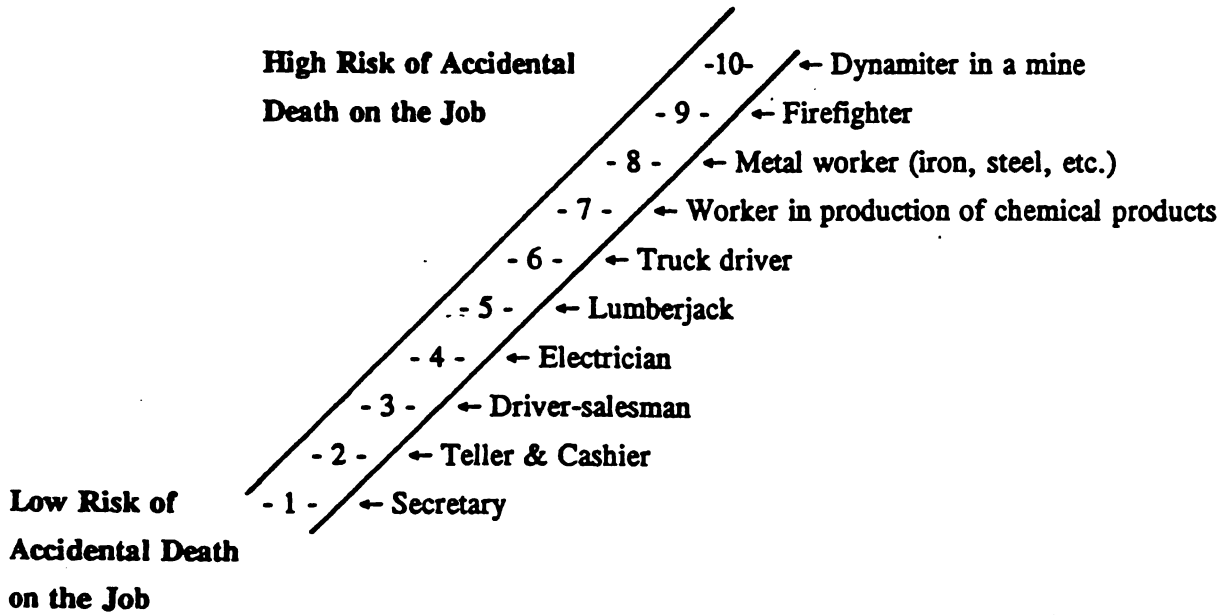 High Risk of Accidental -10- ← Dynamiter in a mine
Death on the Job - 9 - ← Firefighter
- 8 - ← Metal worker (iron, steel, etc.)
- 7 - ← Worker in production of chemical products
- 6 - ← Truck driver
- 5 - ← Lumberjack
- 4 - ← Electrician
- 3 - ← Driver-salesman
- 2 - ← Teller & Cashier
Low Risk of - 1 - ← Secretary
Accidental Death
on the Job